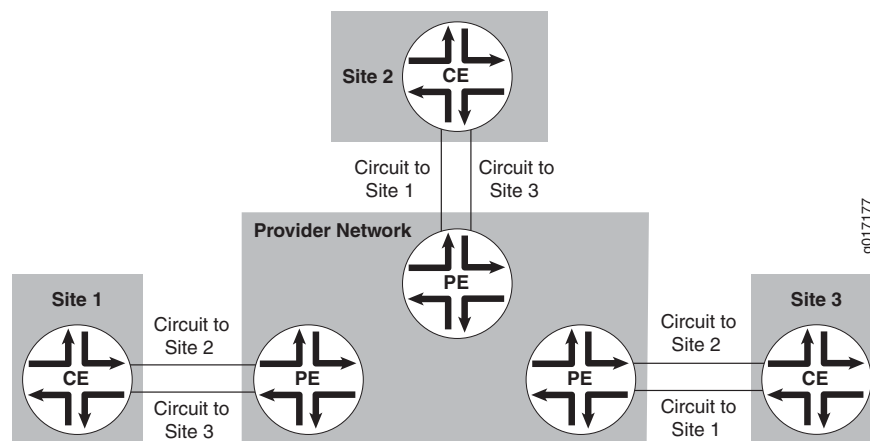 Site 2
CE
Circuit to
Site 1
Circuit to
Site 3
g017177
Provider Network
PE
Site 1
CE
Circuit to
Site 2
Circuit to
Site 3
PE
PE
Circuit to
Site 2
Circuit to
Site 1
Site 3
CE